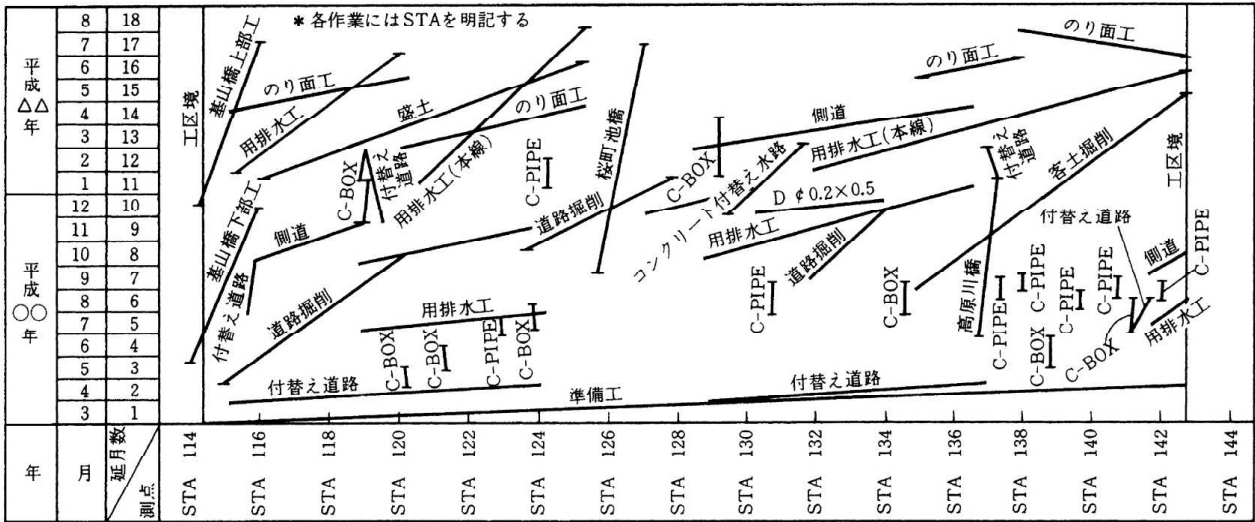 * 各作業にはSTAを明記する
平成△△年
平成○○年
8 18
7 17
6 16
5 15
4 14
3 13
2 12
1 11
12 10
11 9
10 8
9 7
8 6
7 5
6 4
5 3
4 2
3 1
年 月 延月数 測点
工区境
基山橋上部工
のり面工
用排水工
盛土
のり面工
用排水工(本線)
C-BOX
付替え道路
C-PIPE
桜町池橋
基山橋下部工
側道
付替え道路
道路掘削
道路掘削
用排水工
C-BOX
C-BOX
C-PIPE
C-BOX
付替え道路
準備工
のり面工
のり面工
側道
C-BOX
コンクリート付替え水路
用排水工(本線)
D ¢0.2×0.5
用排水工
道路掘削
C-PIPE
C-BOX
付替え道路
客土掘削
工区境
高原川橋
付替え道路
C-PIPE
C-PIPE
C-BOX
C-PIPE
C-PIPE
C-BOX
側道
C-PIPE
用排水工
付替え道路
STA 114
STA 116
STA 120
STA 124
STA 126
STA 128
STA 130
STA 132
STA 134
STA 136
STA 138
STA 140
STA 142
STA 144